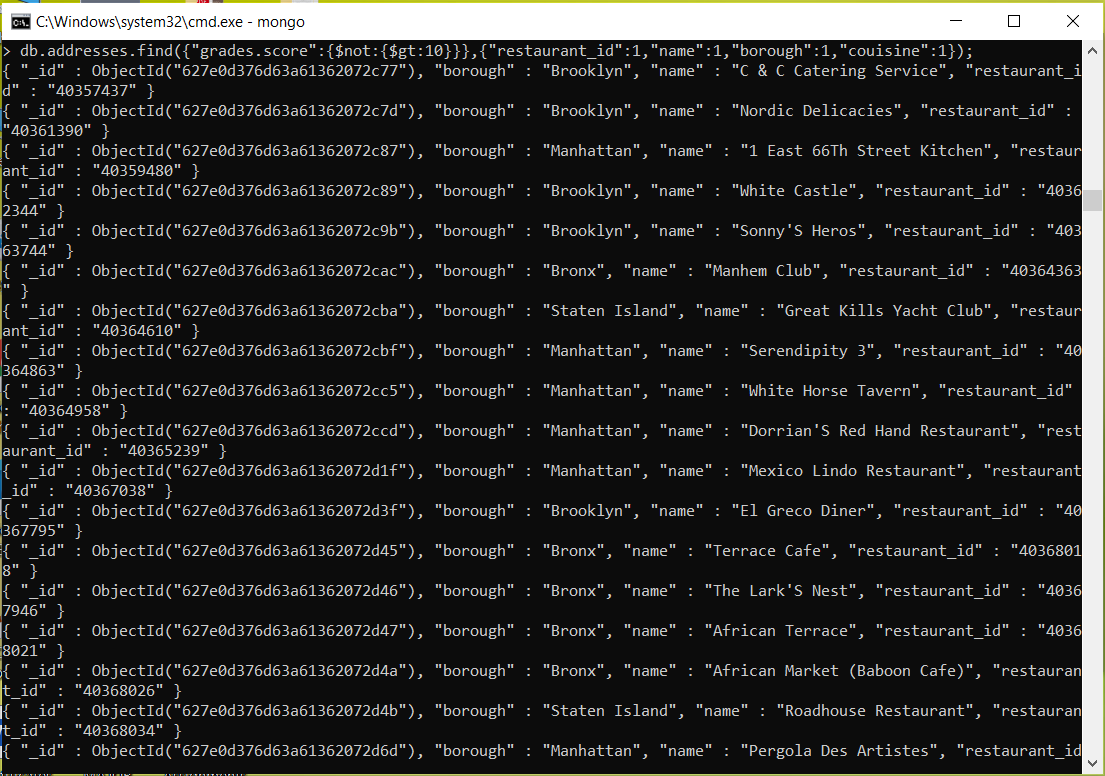 C:\Windows\system32\cmd.exe - mongo
> db.addresses.find({"grades.score":{$not:{$gt:10}}},{"restaurant_id":1,"name":1,"borough":1,"couisine":1});
{ "_id" : ObjectId("627e0d376d63a61362072c77"), "borough" : "Brooklyn", "name" : "C & C Catering Service", "restaurant_i
d" : "40357437" }
{ "_id" : ObjectId("627e0d376d63a61362072c7d"), "borough" : "Brooklyn", "name" : "Nordic Delicacies", "restaurant_id" :
"40361390" }
{ "_id" : ObjectId("627e0d376d63a61362072c87"), "borough" : "Manhattan", "name" : "1 East 66Th Street Kitchen", "restaur
ant_id" : "40359480" }
{ "_id" : ObjectId("627e0d376d63a61362072c89"), "borough" : "Brooklyn", "name" : "White Castle", "restaurant_id" : "4036
2344" }
{ "_id" : ObjectId("627e0d376d63a61362072c9b"), "borough" : "Brooklyn", "name" : "Sonny'S Heros", "restaurant_id" : "403
63744" }
{ "_id" : ObjectId("627e0d376d63a61362072cac"), "borough" : "Bronx", "name" : "Manhem Club", "restaurant_id" : "40364363
" }
{ "_id" : ObjectId("627e0d376d63a61362072cba"), "borough" : "Staten Island", "name" : "Great Kills Yacht Club", "restaur
ant_id" : "40364610" }
{ "_id" : ObjectId("627e0d376d63a61362072cbf"), "borough" : "Manhattan", "name" : "Serendipity 3", "restaurant_id" : "40
364863" }
{ "_id" : ObjectId("627e0d376d63a61362072cc5"), "borough" : "Manhattan", "name" : "White Horse Tavern", "restaurant_id"
: "40364958" }
{ "_id" : ObjectId("627e0d376d63a61362072ccd"), "borough" : "Manhattan", "name" : "Dorrian'S Red Hand Restaurant", "rest
aurant_id" : "40365239" }
{ "_id" : ObjectId("627e0d376d63a61362072d1f"), "borough" : "Manhattan", "name" : "Mexico Lindo Restaurant", "restaurant
_id" : "40367038" }
{ "_id" : ObjectId("627e0d376d63a61362072d3f"), "borough" : "Brooklyn", "name" : "El Greco Diner", "restaurant_id" : "40
367795" }
{ "_id" : ObjectId("627e0d376d63a61362072d45"), "borough" : "Bronx", "name" : "Terrace Cafe", "restaurant_id" : "4036801
8" }
{ "_id" : ObjectId("627e0d376d63a61362072d46"), "borough" : "Bronx", "name" : "The Lark'S Nest", "restaurant_id" : "4036
7946" }
{ "_id" : ObjectId("627e0d376d63a61362072d47"), "borough" : "Bronx", "name" : "African Terrace", "restaurant_id" : "4036
8021" }
{ "_id" : ObjectId("627e0d376d63a61362072d4a"), "borough" : "Bronx", "name" : "African Market (Baboon Cafe)", "restauran
t_id" : "40368026" }
{ "_id" : ObjectId("627e0d376d63a61362072d4b"), "borough" : "Staten Island", "name" : "Roadhouse Restaurant", "restauran
t_id" : "40368034" }
{ "_id" : ObjectId("627e0d376d63a61362072d6d"), "borough" : "Manhattan", "name" : "Pergola Des Artistes", "restaurant_id